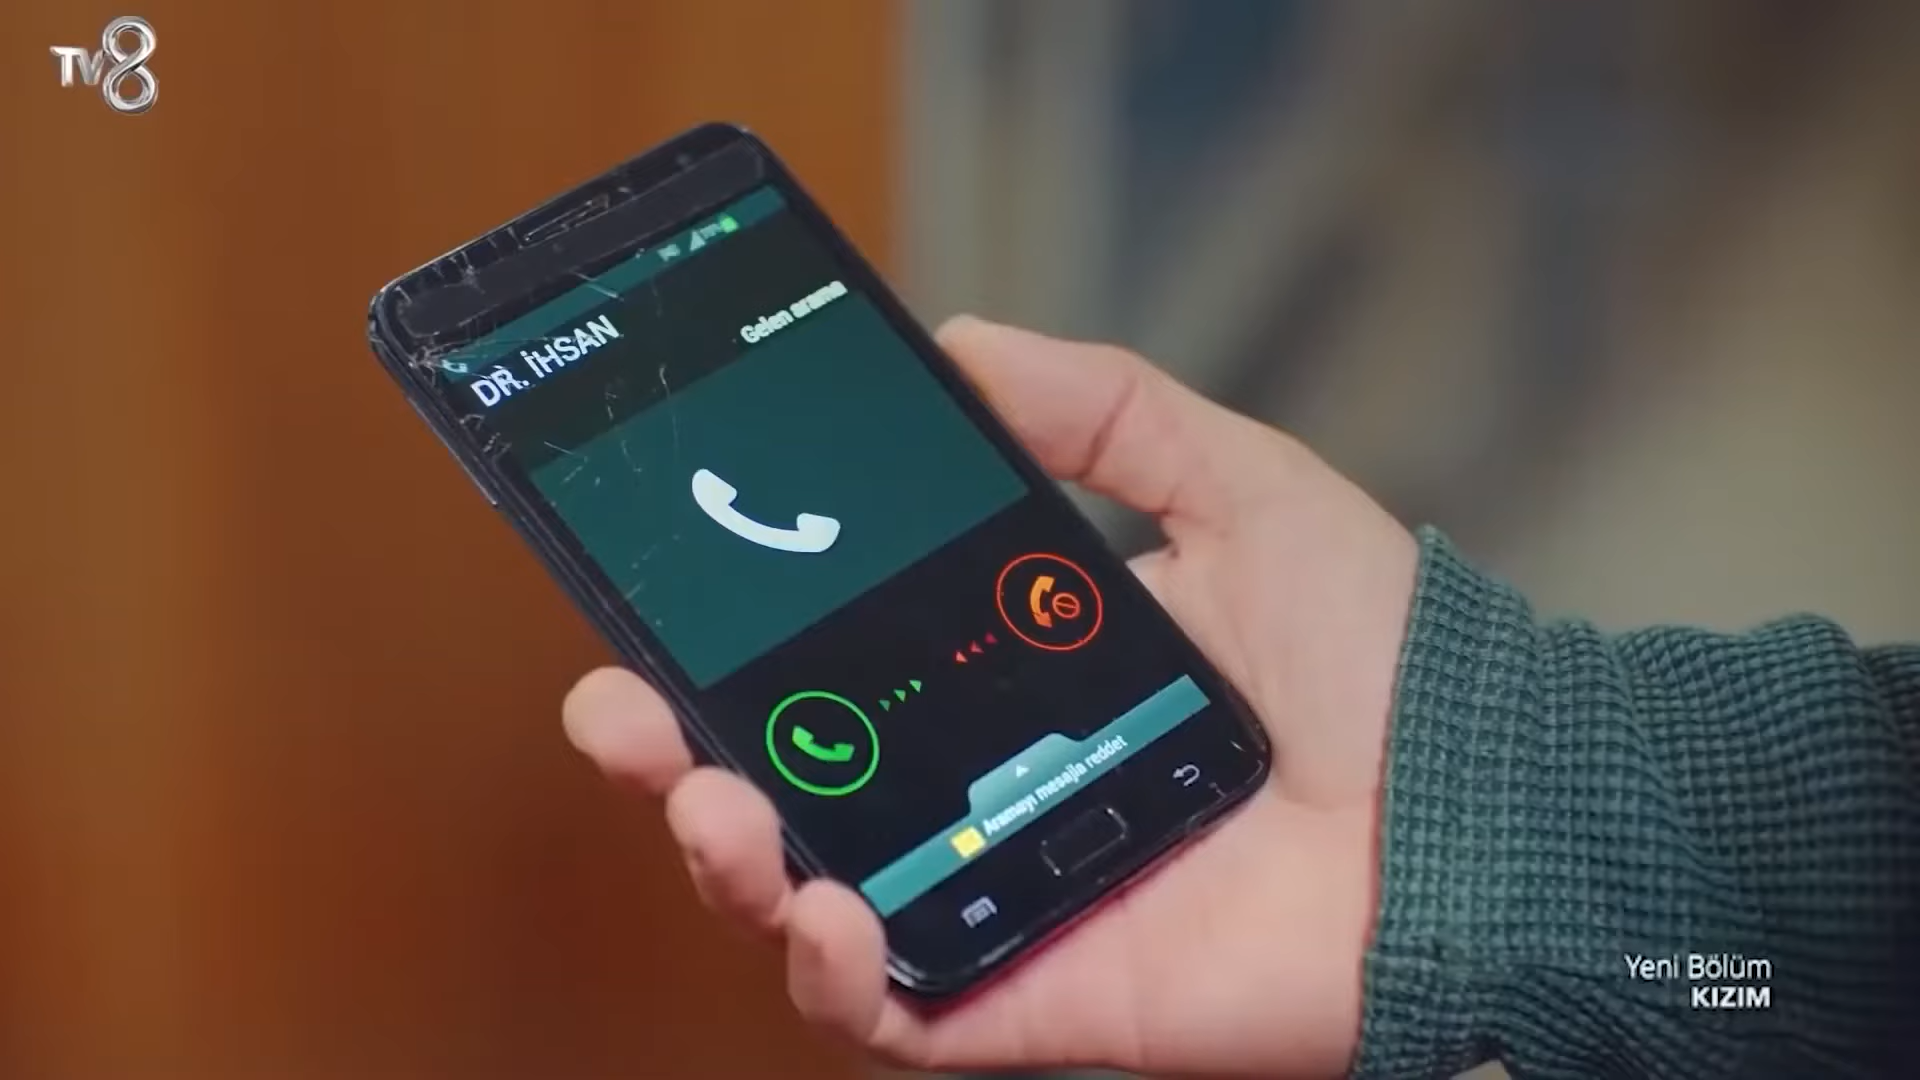 TV8
Gelen arama
DR. İHSAN
Aramayı mesajla reddet
Yeni Bölüm
KIZIM